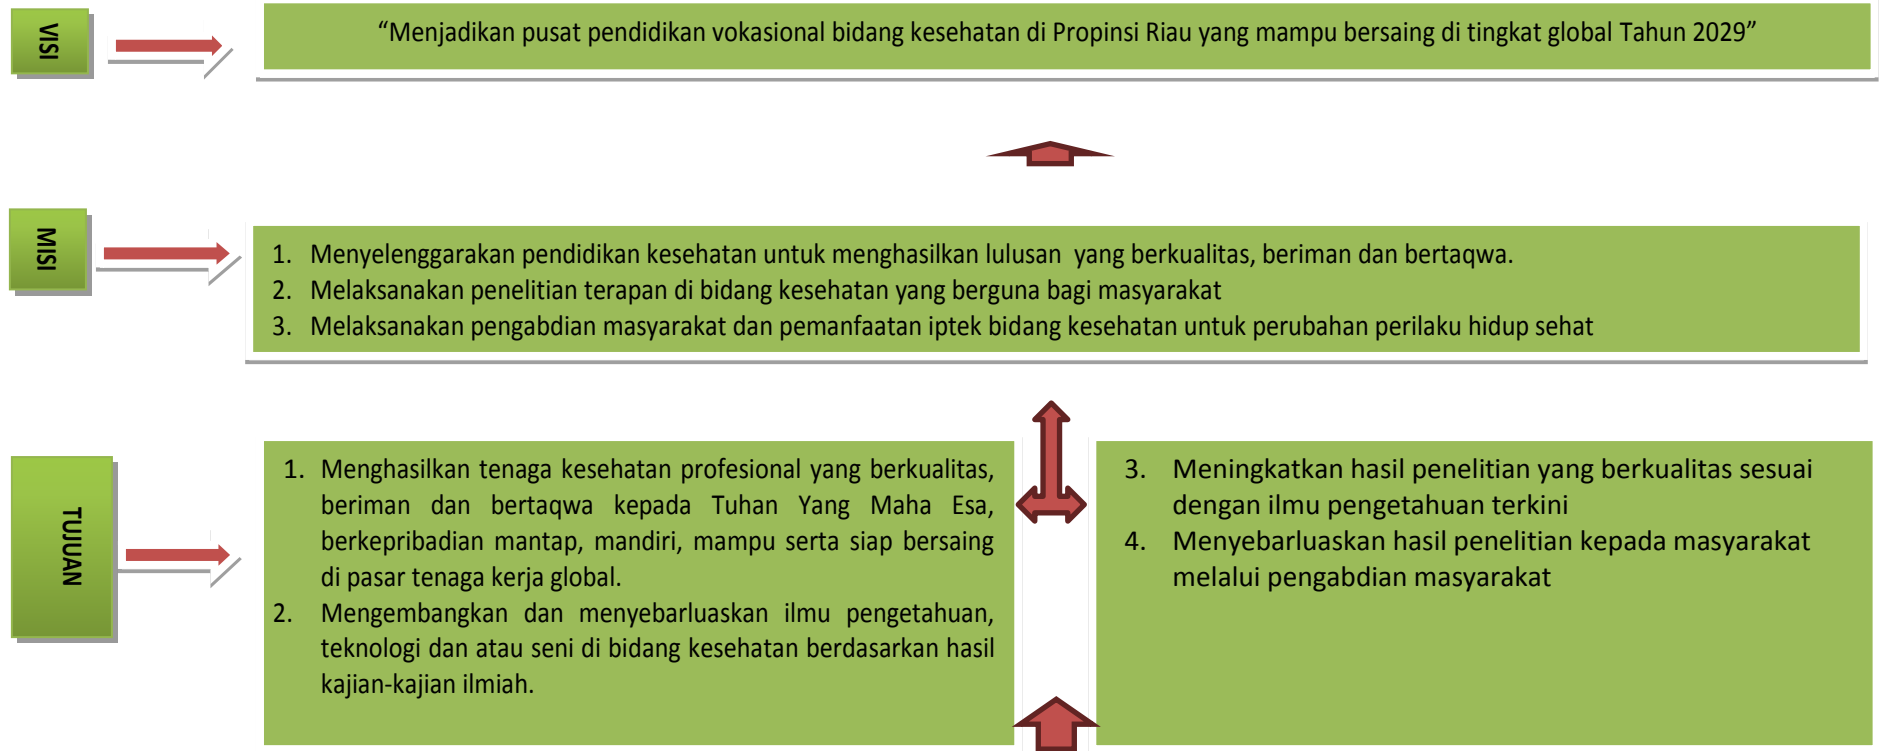 VISI
“Menjadikan pusat pendidikan vokasional bidang kesehatan di Propinsi Riau yang mampu bersaing di tingkat global Tahun 2029”
MISI
1. Menyelenggarakan pendidikan kesehatan untuk menghasilkan lulusan yang berkualitas, beriman dan bertaqwa.
2. Melaksanakan penelitian terapan di bidang kesehatan yang berguna bagi masyarakat
3. Melaksanakan pengabdian masyarakat dan pemanfaatan iptek bidang kesehatan untuk perubahan perilaku hidup sehat
TUJUAN
1. Menghasilkan tenaga kesehatan profesional yang berkualitas,
beriman dan bertaqwa kepada Tuhan Yang Maha Esa,
berkepribadian mantap, mandiri, mampu serta siap bersaing
di pasar tenaga kerja global.
2. Mengembangkan dan menyebarluaskan ilmu pengetahuan,
teknologi dan atau seni di bidang kesehatan berdasarkan hasil
kajian-kajian ilmiah.
3. Meningkatkan hasil penelitian yang berkualitas sesuai
dengan ilmu pengetahuan terkini
4. Menyebarluaskan hasil penelitian kepada masyarakat
melalui pengabdian masyarakat